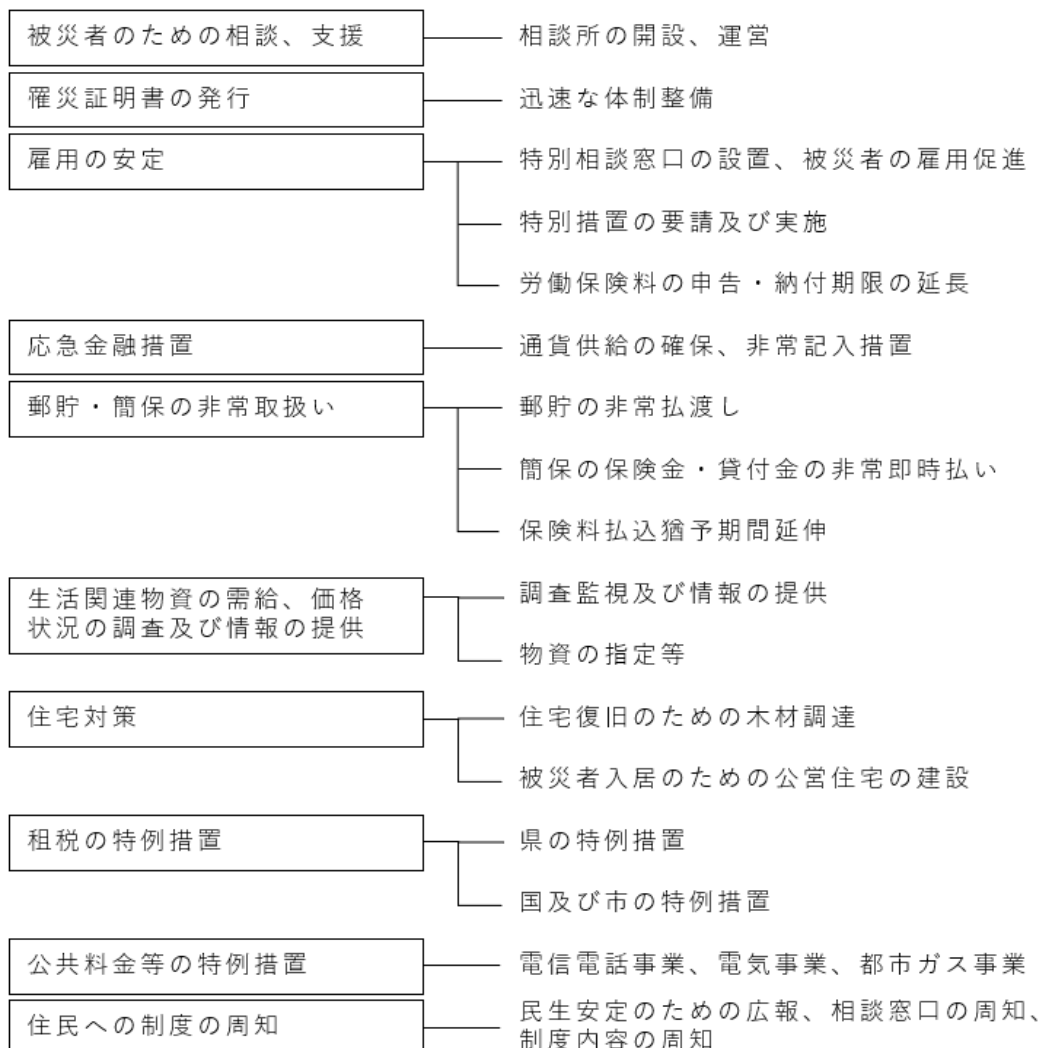 被災者のための相談、支援
相談所の開設、運営
罹災証明書の発行
迅速な体制整備
雇用の安定
特別相談窓口の設置、被災者の雇用促進
特別措置の要請及び実施
労働保険料の申告・納付期限の延長
応急金融措置
通貨供給の確保、非常記入措置
郵貯・簡保の非常取扱い
郵貯の非常払渡し
簡保の保険金・貸付金の非常即時払い
保険料払込猶予期間延伸
生活関連物資の需給、価格
状況の調査及び情報の提供
調査監視及び情報の提供
物資の指定等
住宅対策
住宅復旧のための木材調達
被災者入居のための公営住宅の建設
租税の特例措置
県の特例措置
国及び市の特例措置
公共料金等の特例措置
電信電話事業、電気事業、都市ガス事業
住民への制度の周知
民生安定のための広報、相談窓口の周知、
制度内容の周知